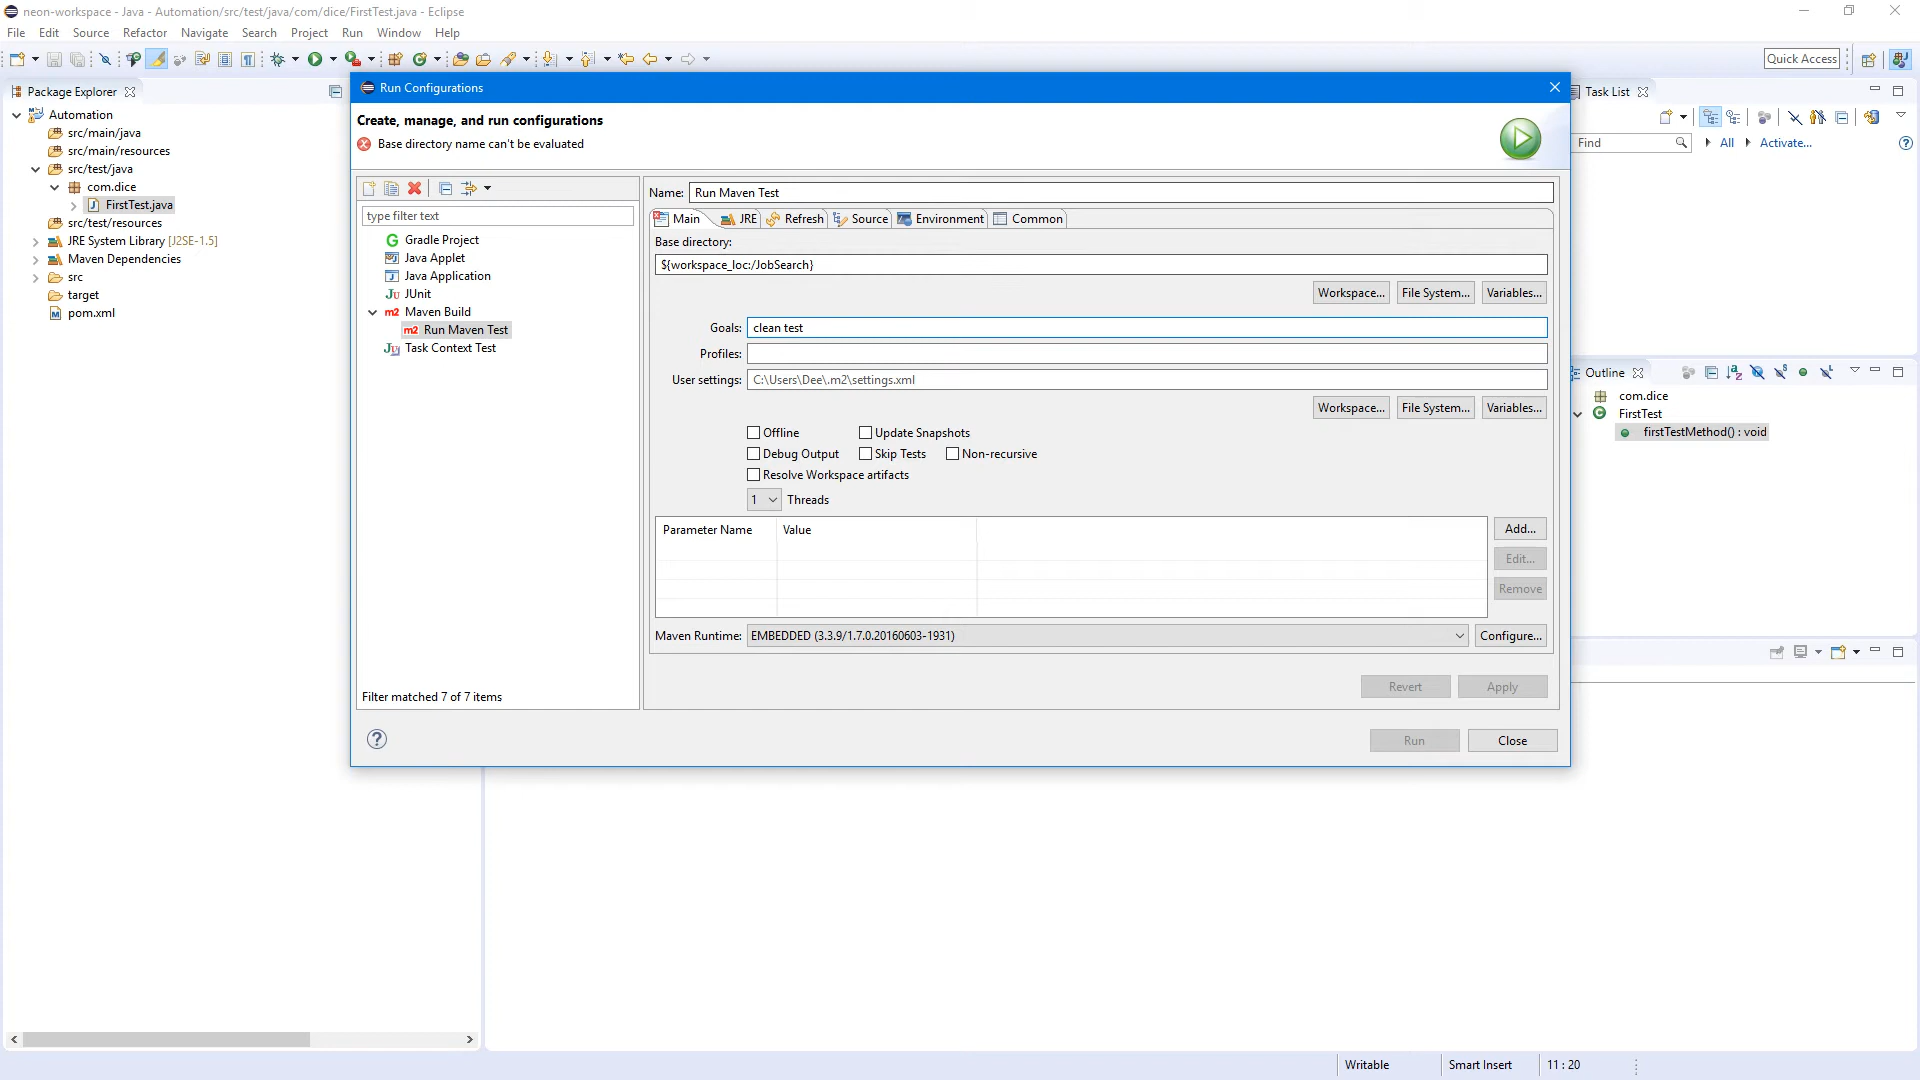 neon-workspace - Java - Automation/src/test/java/com/dice/FirstTest.java - Eclipse
File Edit Source Refactor Navigate Search Project Run Window Help
Quick Access
Package Explorer
Automation
src/main/java
src/main/resources
src/test/java
com.dice
FirstTest.java
src/test/resources
JRE System Library [J2SE-1.5]
Maven Dependencies
src
target
pom.xml
Run Configurations
Create, manage, and run configurations
Base directory name can't be evaluated
type filter text
Gradle Project
Java Applet
Java Application
JUnit
Maven Build
Run Maven Test
Task Context Test
Filter matched 7 of 7 items
Name: Run Maven Test
Main JRE Refresh Source Environment Common
Base directory:
${workspace_loc:/JobSearch}
Workspace... File System... Variables...
Goals: clean test
Profiles:
User settings: C:\Users\Dee\.m2\settings.xml
Workspace... File System... Variables...
Offline Update Snapshots
Debug Output Skip Tests Non-recursive
Resolve Workspace artifacts
1 Threads
Parameter Name Value
Add...
Edit...
Remove
Maven Runtime: EMBEDDED (3.3.9/1.7.0.20160603-1931) Configure...
Revert Apply
Run Close
Task List
Find All Activate...
Outline
com.dice
FirstTest
firstTestMethod() : void
Writable Smart Insert 11 : 20